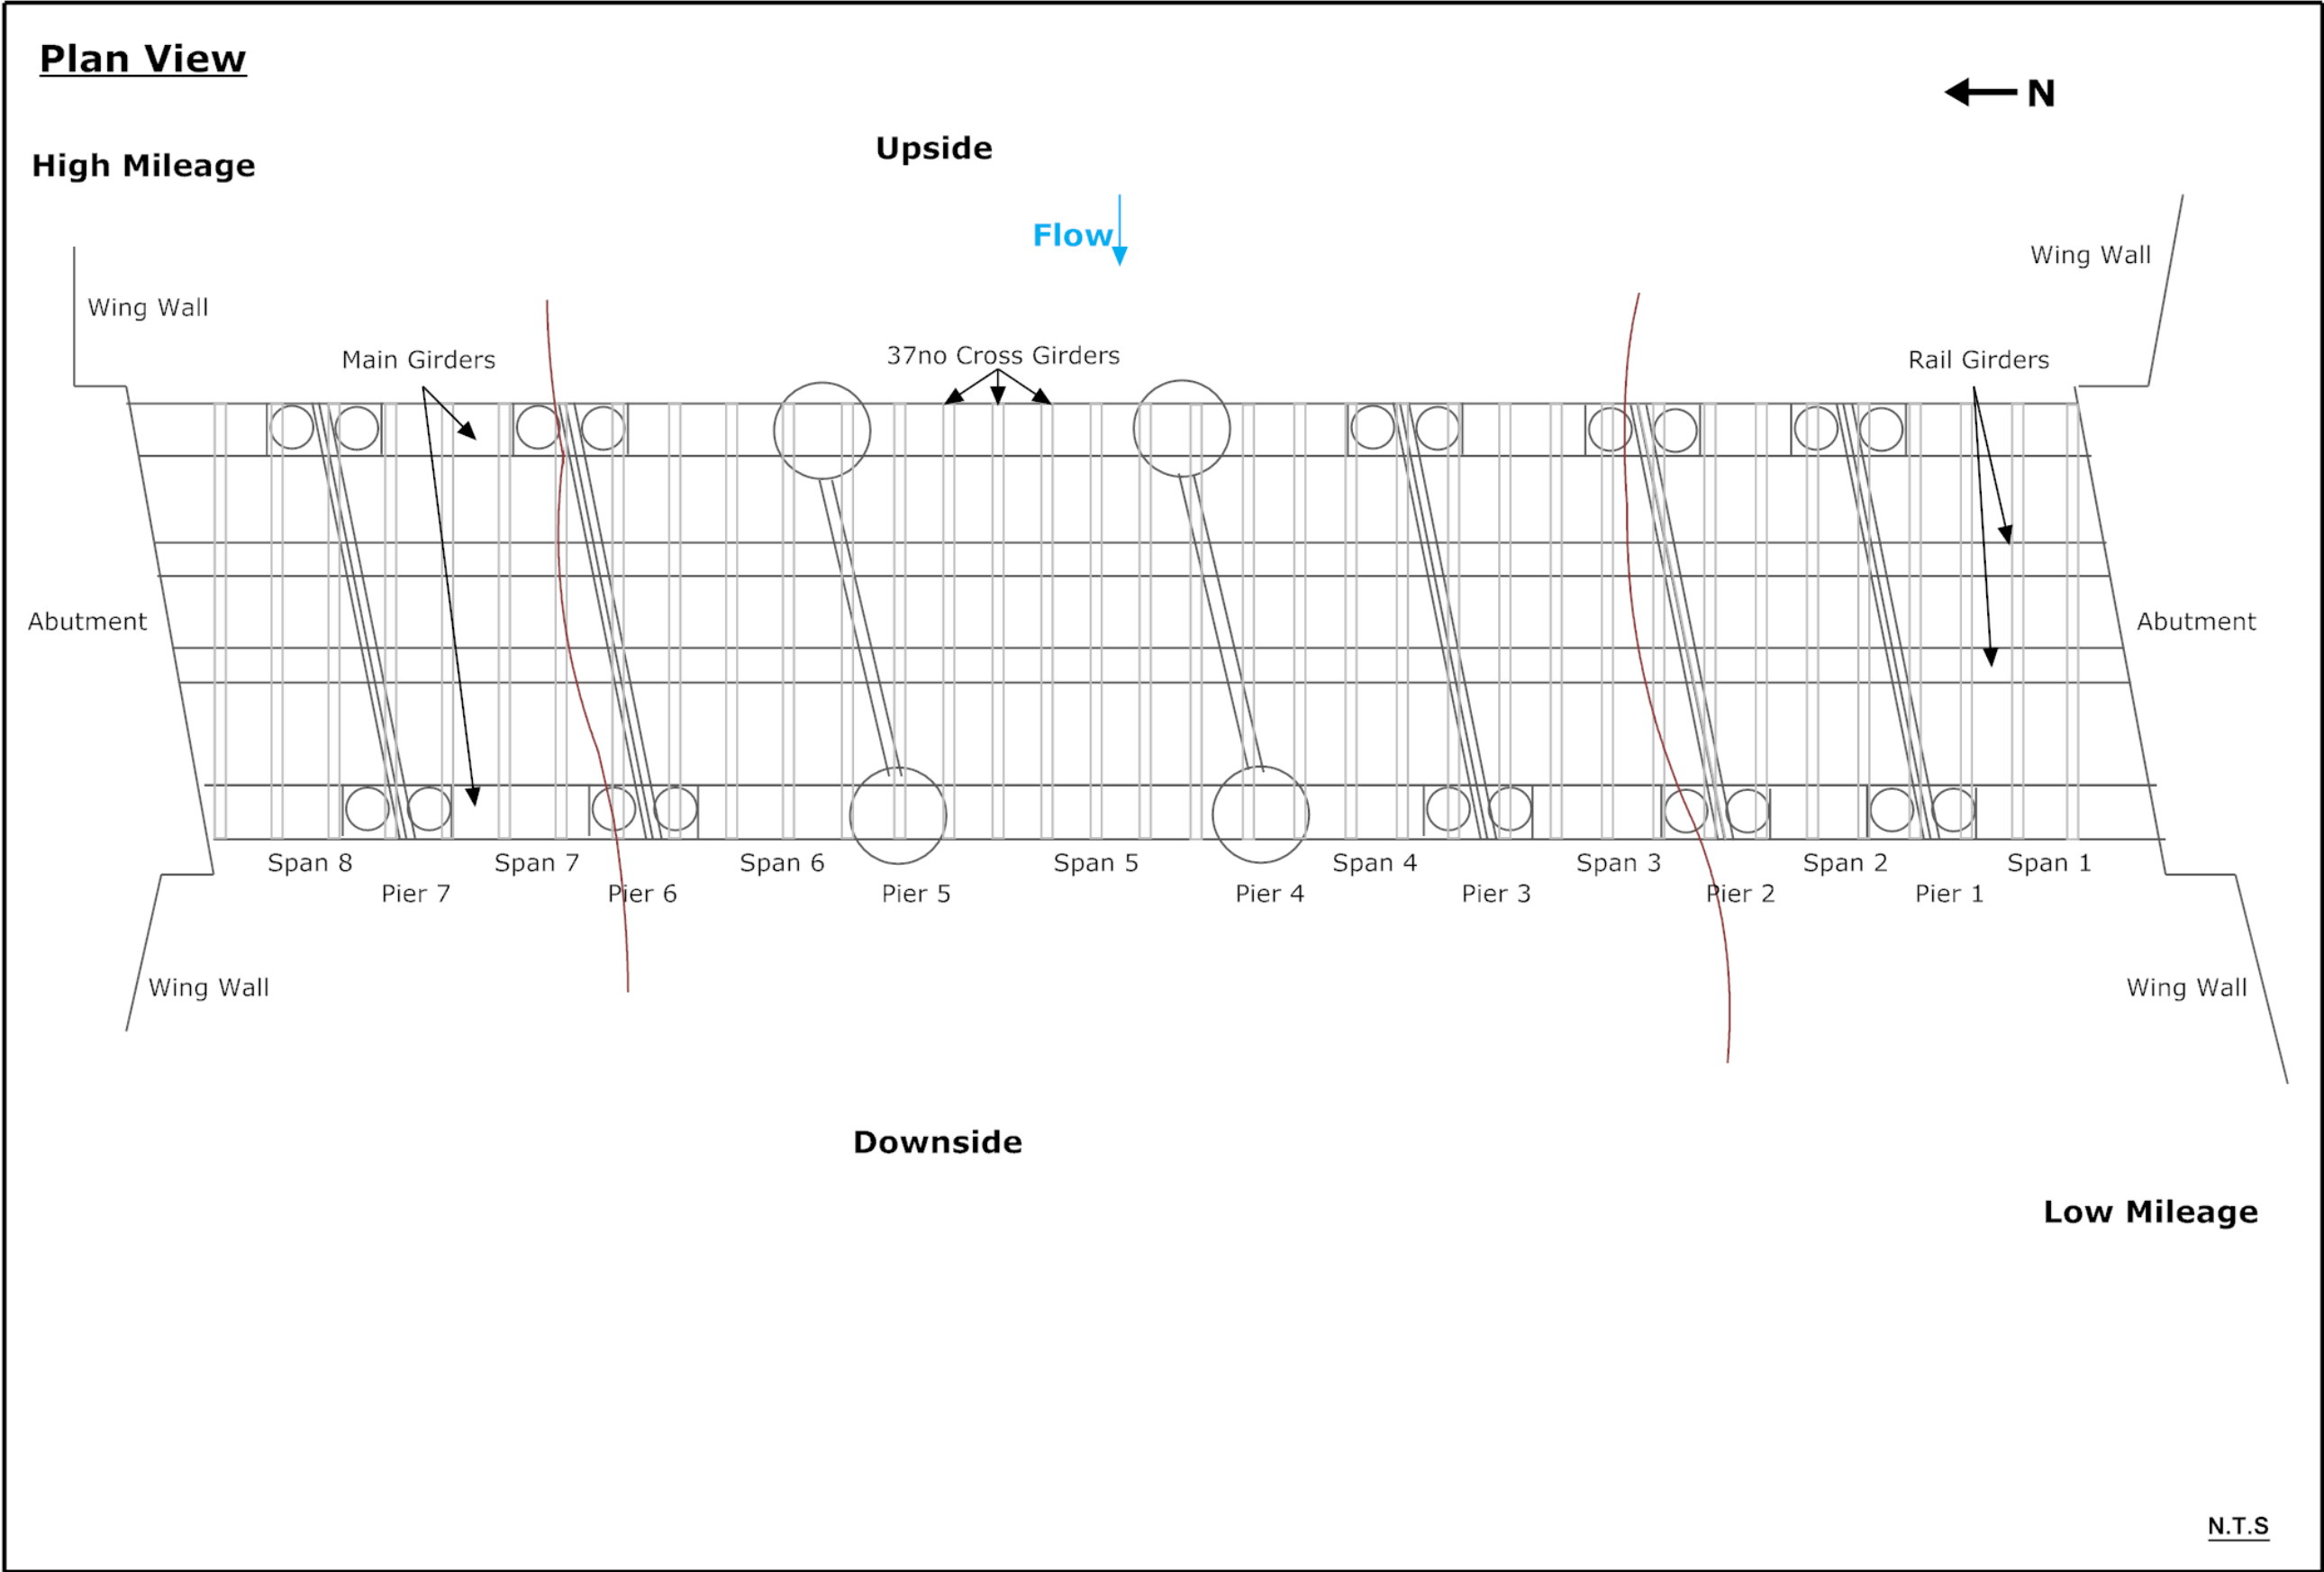 Plan View
N
High Mileage
Upside
Flow
Wing Wall
Wing Wall
Main Girders
37no Cross Girders
Rail Girders
Abutment
Abutment
Span 8
Span 7
Span 6
Span 5
Span 4
Span 3
Span 2
Span 1
Pier 7
Pier 6
Pier 5
Pier 4
Pier 3
Pier 2
Pier 1
Wing Wall
Wing Wall
Downside
Low Mileage
N.T.S